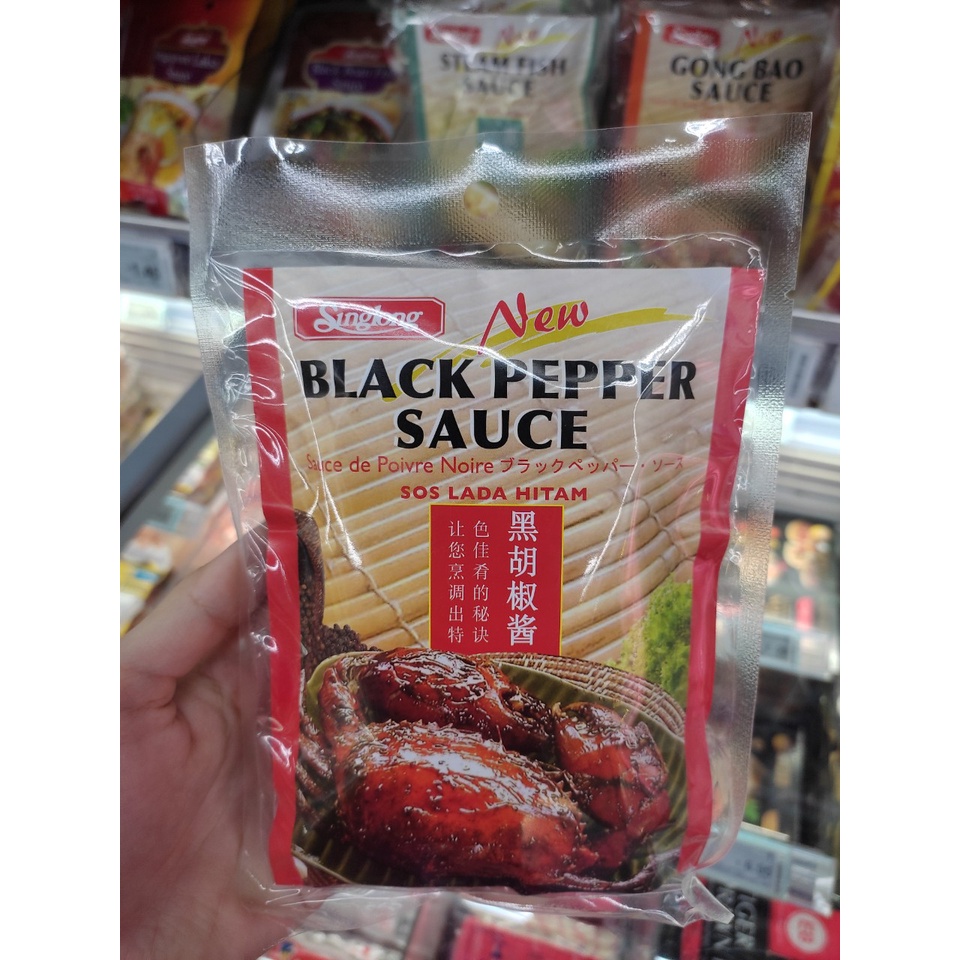 New
STEAM FISH
SAUCE
New
GONG BAO
SAUCE
Singlong
New
BLACK PEPPER
SAUCE
Sauce de Poivre Noire ブラックペッパー・ソース
SOS LADA HITAM
黑胡椒酱
色佳肴的秘诀
让您烹调出特